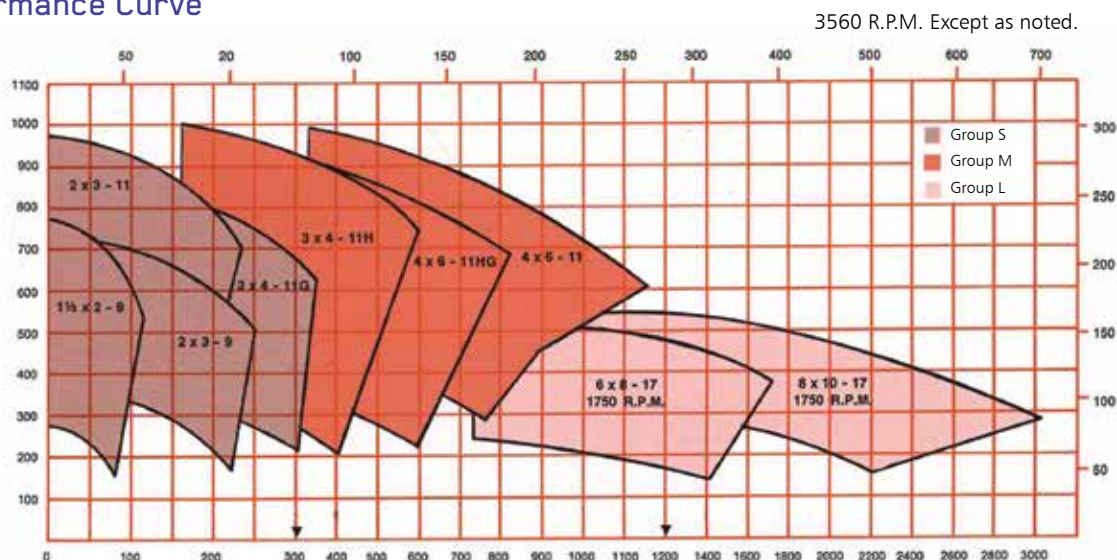 rmance Curve
3560 R.P.M. Except as noted.
50 20 100 150 200 250 300 400 500 600 700
1100
1000 300
Group S
Group M
900
Group L
2 x 3 - 11
250
800
700
3 x 4 - 11H
4 x 6 - 11HG
4 x 6 - 11
200
600
3 x 4 - 11G
1½ x 2 - 9
500 150
2 x 3 - 9
400
6 x 8 - 17
1750 R.P.M.
8 x 10 - 17
1750 R.P.M.
100
300
200 50
100
0 100 200 300 400 500 600 700 800 900 1000 1100 1200 1400 1600 1800 2000 2200 2400 2600 2800 3000